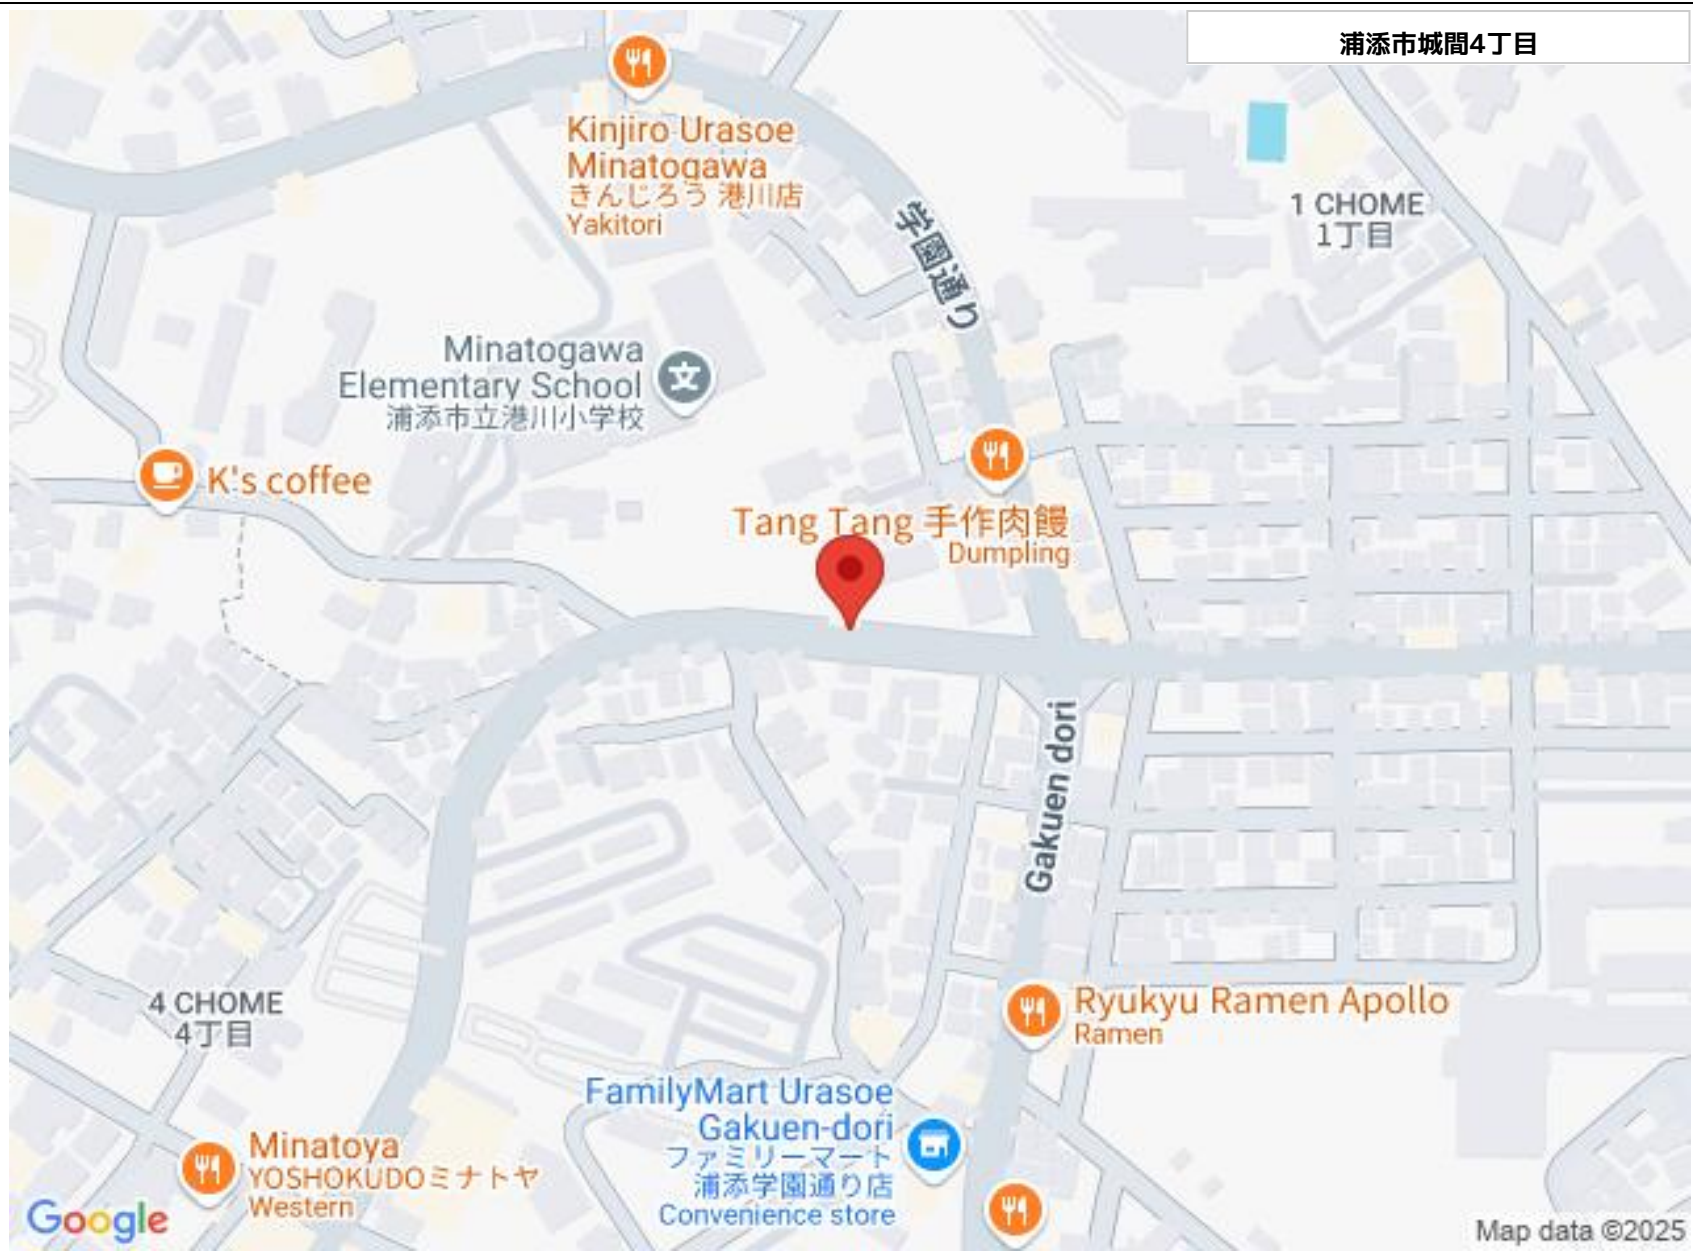 浦添市城間4丁目
Kinjiro Urasoe
Minatogawa
きんじろう 港川店
Yakitori
学園通り
1 CHOME
1丁目
Minatogawa
Elementary School
浦添市立港川小学校
K's coffee
Tang Tang 手作肉饅
Dumpling
Gakuen dori
4 CHOME
4丁目
Ryukyu Ramen Apollo
Ramen
FamilyMart Urasoe
Gakuen-dori
ファミリーマート
浦添学園通り店
Convenience store
Minatoya
YOSHOKUDOミナトヤ
Western
Google
Map data ©2025